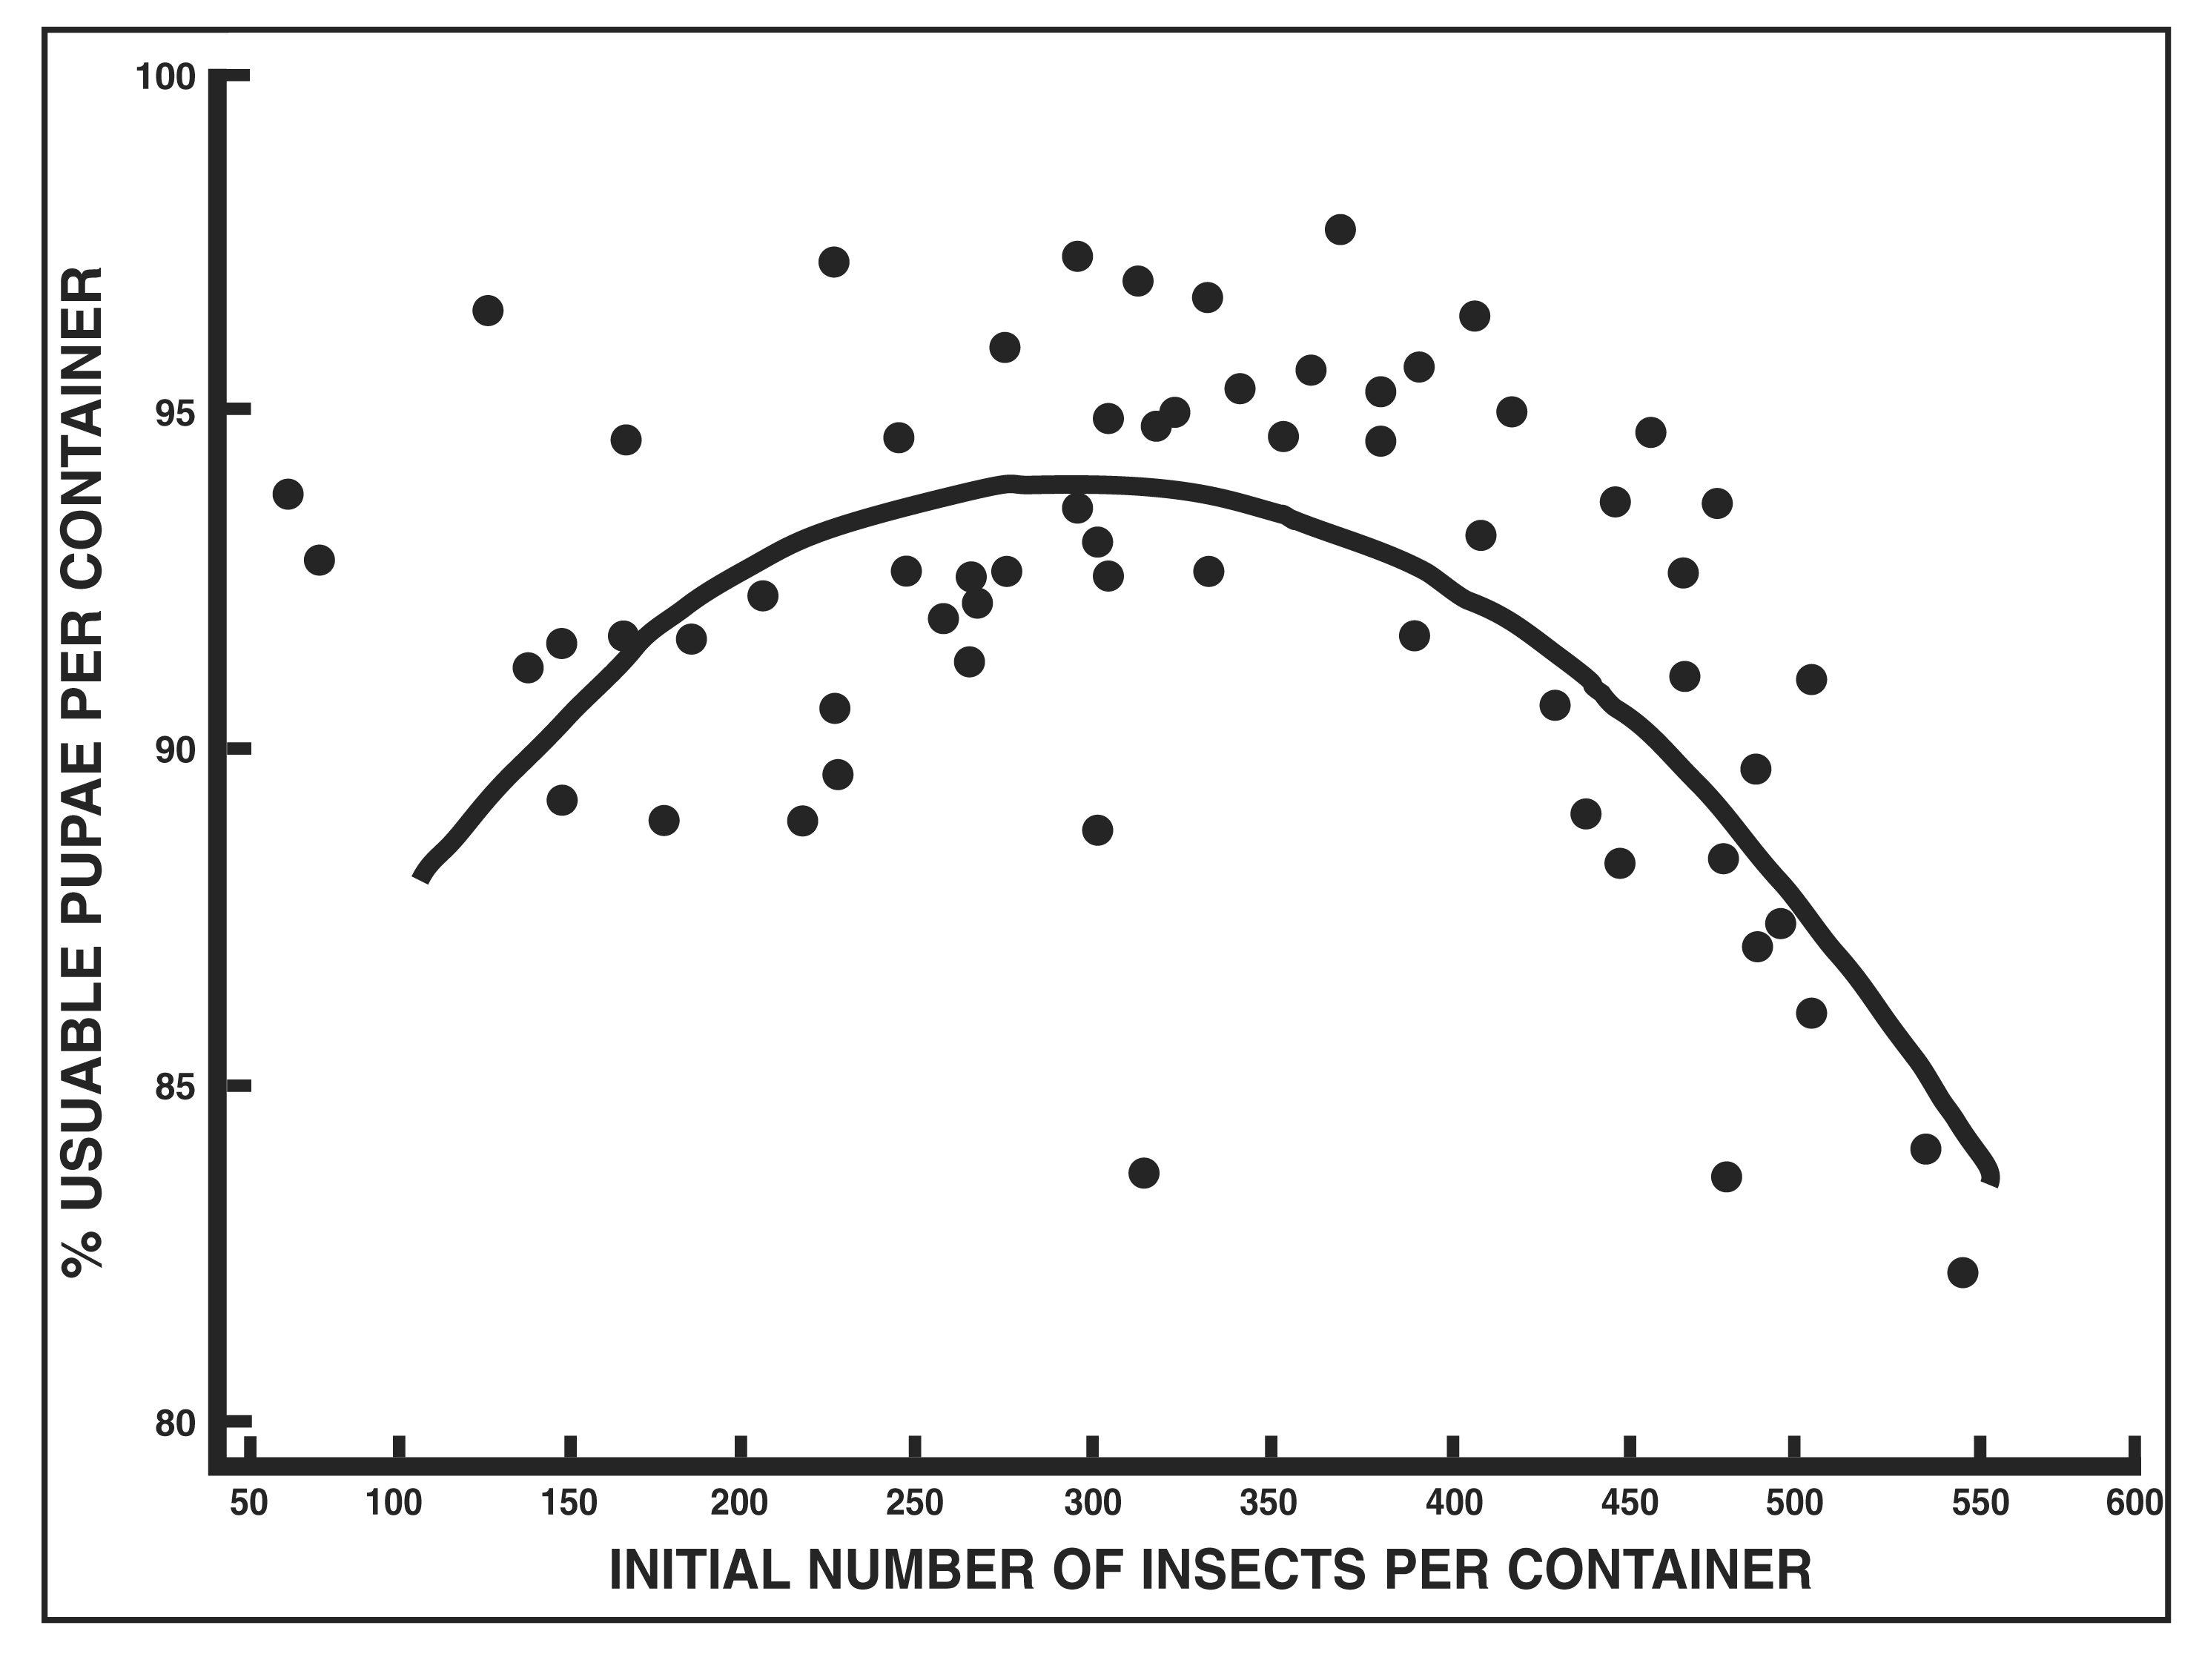 % USUABLE PUPAE PER CONTAINER
100
95
90
85
80
50 100 150 200 250 300 350 400 450 500 550 600
INITIAL NUMBER OF INSECTS PER CONTAINER